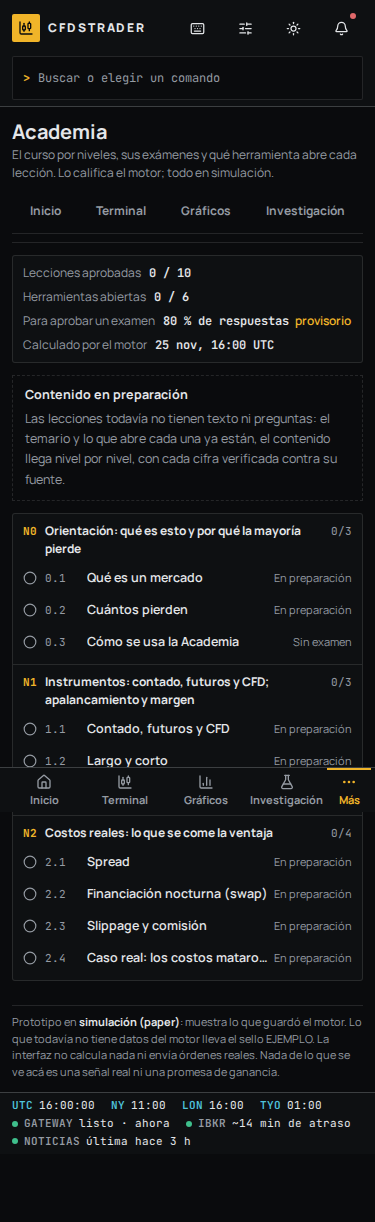 CFDSTRADER
> Buscar o elegir un comando
Academia
El curso por niveles, sus exámenes y qué herramienta abre cada
lección. Lo califica el motor; todo en simulación.
Inicio Terminal Gráficos Investigación
Lecciones aprobadas 0 / 10
Herramientas abiertas 0 / 6
Para aprobar un examen 80 % de respuestas provisorio
Calculado por el motor 25 nov, 16:00 UTC
Contenido en preparación
Las lecciones todavía no tienen texto ni preguntas: el
temario y lo que abre cada una ya están, el contenido
llega nivel por nivel, con cada cifra verificada contra su
fuente.
N0 Orientación: qué es esto y por qué la mayoría 0/3
pierde
0.1 Qué es un mercado En preparación
0.2 Cuántos pierden En preparación
0.3 Cómo se usa la Academia Sin examen
N1 Instrumentos: contado, futuros y CFD; 0/3
apalancamiento y margen
1.1 Contado, futuros y CFD En preparación
1.2 Largo y corto En preparación
Inicio Terminal Gráficos Investigación Más
N2 Costos reales: lo que se come la ventaja 0/4
2.1 Spread En preparación
2.2 Financiación nocturna (swap) En preparación
2.3 Slippage y comisión En preparación
2.4 Caso real: los costos mataro… En preparación
Prototipo en simulación (paper): muestra lo que guardó el motor. Lo
que todavía no tiene datos del motor lleva el sello EJEMPLO. La
interfaz no calcula nada ni envía órdenes reales. Nada de lo que se
ve acá es una señal real ni una promesa de ganancia.
UTC 16:00:00 NY 11:00 LON 16:00 TYO 01:00
GATEWAY listo · ahora IBKR ~14 min de atraso
NOTICIAS última hace 3 h